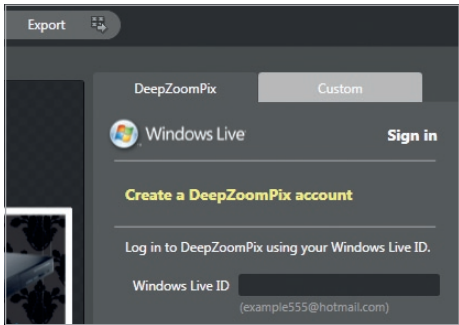 Export
DeepZoomPix Custom
Windows Live Sign in
Create a DeepZoomPix account
Log in to DeepZoomPix using your Windows Live ID.
Windows Live ID
(example555@hotmail.com)